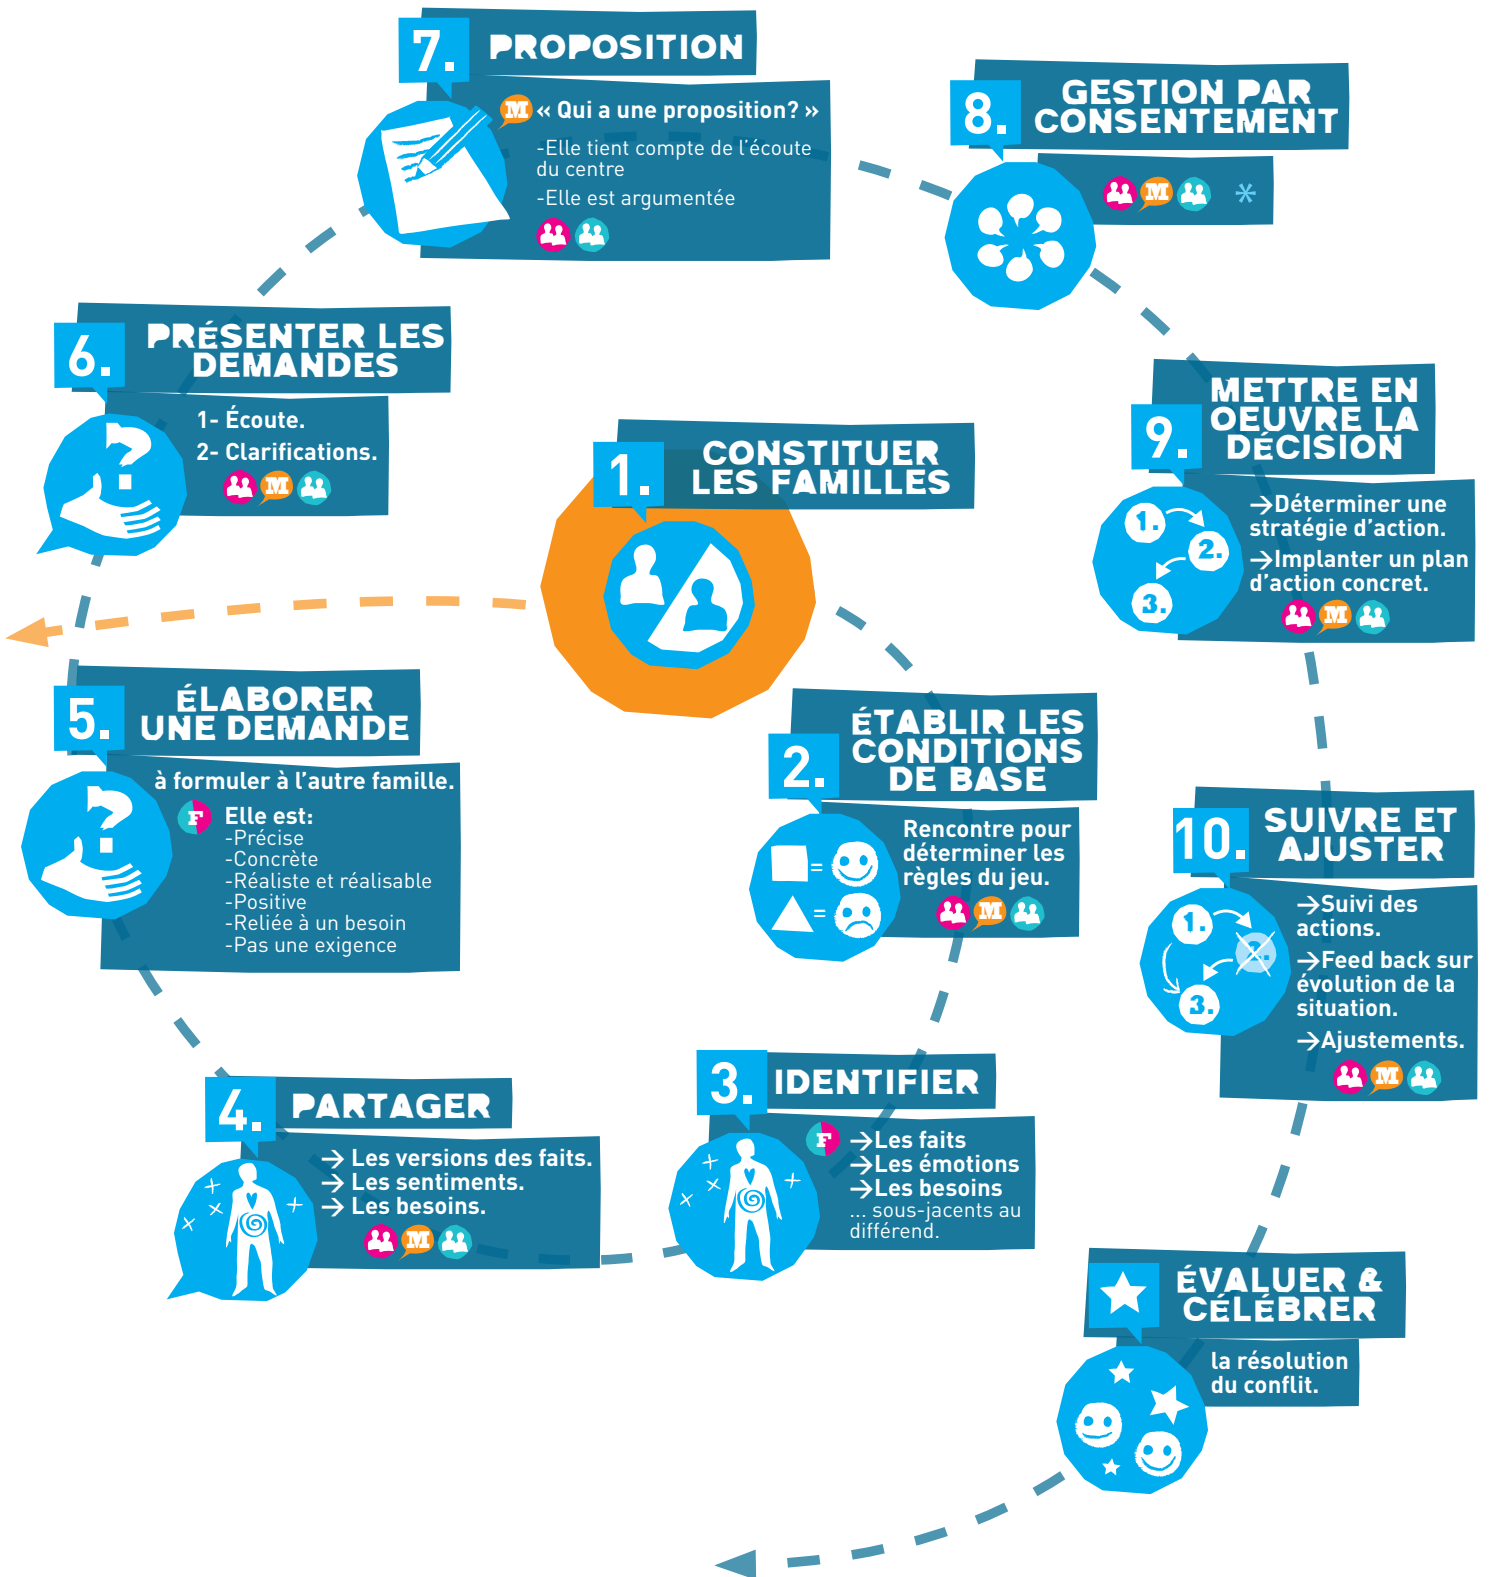 1.
CONSTITUER
LES FAMILLES
2.
ÉTABLIR LES
CONDITIONS
DE BASE
=
=
Rencontre pour
déterminer les
règles du jeu.
M
3.
IDENTIFIER
F
→Les faits
→Les émotions
→Les besoins
... sous-jacents au
différend.
4.
PARTAGER
→ Les versions des faits.
→ Les sentiments.
→ Les besoins.
M
5.
ÉLABORER
UNE DEMANDE
?
à formuler à l’autre famille.
F
Elle est:
-Précise
-Concrète
-Réaliste et réalisable
-Positive
-Reliée à un besoin
-Pas une exigence
6.
PRÉSENTER LES
DEMANDES
?
1- Écoute.
2- Clarifications.
M
7.
PROPOSITION
M « Qui a une proposition? »
-Elle tient compte de l’écoute
du centre
-Elle est argumentée
8.
GESTION PAR
CONSENTEMENT
M *
9.
METTRE EN
OEUVRE LA
DÉCISION
1.
2.
3.
→Déterminer une
stratégie d’action.
→Implanter un plan
d’action concret.
M
10.
SUIVRE ET
AJUSTER
1.
2.
3.
→Suivi des
actions.
→Feed back sur
évolution de la
situation.
→Ajustements.
M
ÉVALUER &
CÉLÉBRER
la résolution
du conflit.